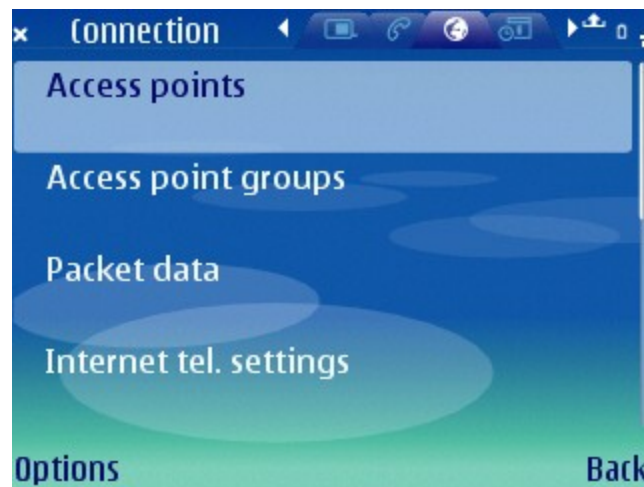 Connection
Access points
Access point groups
Packet data
Internet tel. settings
Options
Back